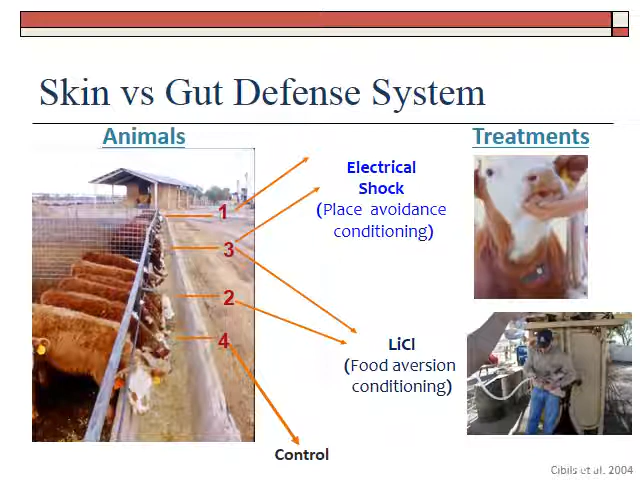 Skin vs Gut Defense System
Animals
Treatments
1
3
2
4
Electrical
Shock
(Place avoidance
conditioning)
LiCl
(Food aversion
conditioning)
Control
Cibils et al. 2004